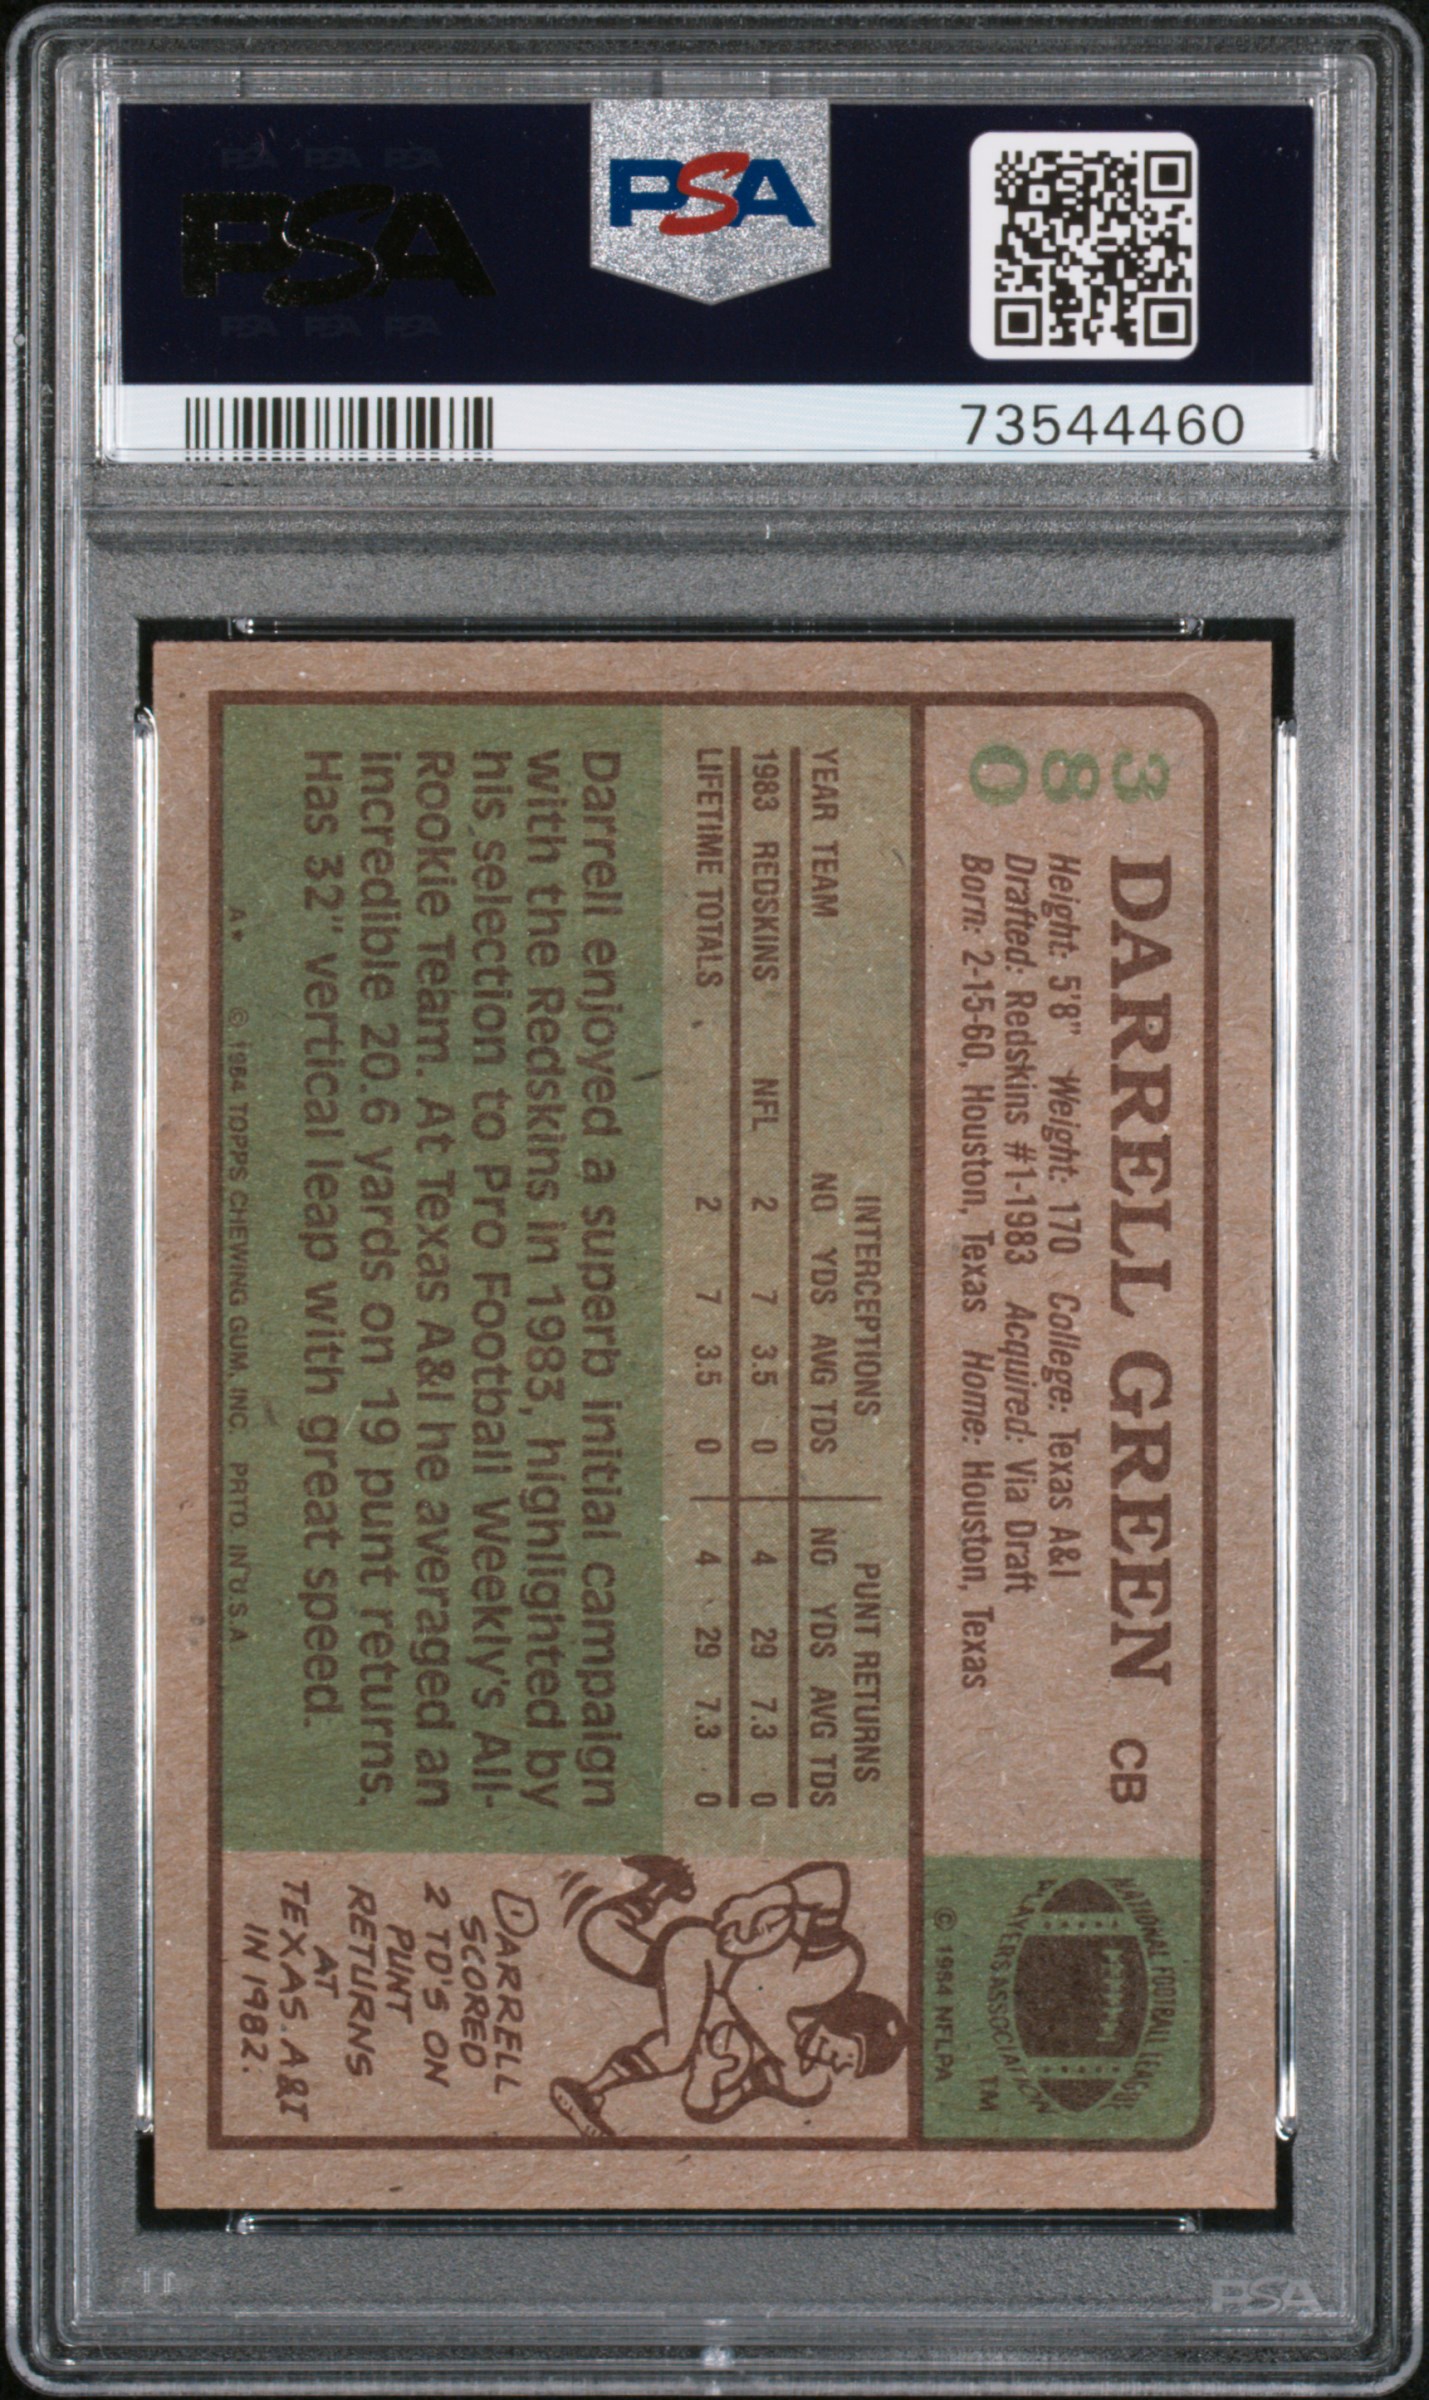 PSA PSA PSA
PSA
PSA PSA PSA
PSA
73544460
380
DARRELL GREEN CB
Height: 5'8" Weight: 170 College: Texas A&I
Drafted: Redskins #1-1983 Acquired: Via Draft
Born: 2-15-60, Houston, Texas Home: Houston, Texas
NATIONAL FOOTBALL LEAGUE
PLAYERS ASSOCIATION
TM
© 1984 NFLPA
INTERCEPTIONS PUNT RETURNS
YEAR TEAM NO YDS AVG TDS NO YDS AVG TDS
1983 REDSKINS NFL 2 7 3.5 0 4 29 7.3 0
LIFETIME TOTALS 2 7 3.5 0 4 29 7.3 0
Darrell enjoyed a superb initial campaign
with the Redskins in 1983, highlighted by
his selection to Pro Football Weekly's All-
Rookie Team. At Texas A&I he averaged an
incredible 20.6 yards on 19 punt returns.
Has 32" vertical leap with great speed.
A* © 1984 TOPPS CHEWING GUM, INC. PRTD. IN U.S.A
DARRELL
SCORED
2 TD'S ON
PUNT
RETURNS
AT
TEXAS A&I
IN 1982.
PSA